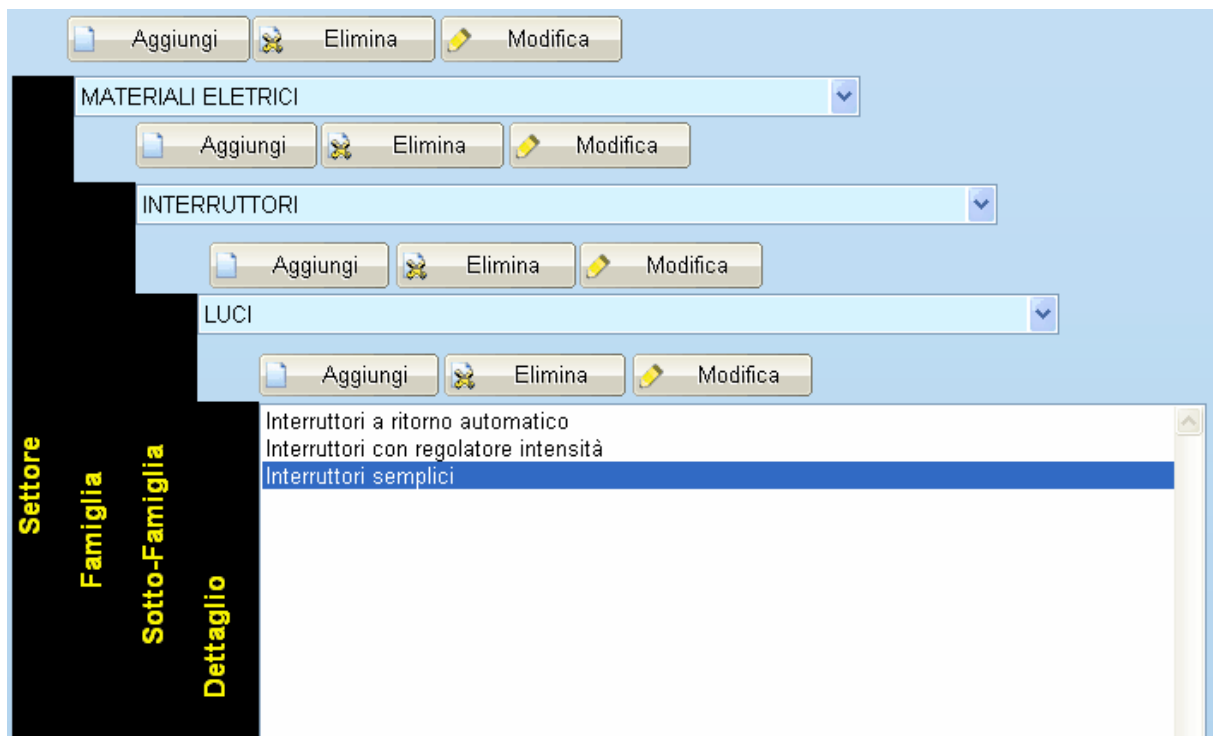 Aggiungi Elimina Modifica
MATERIALI ELETRICI
Aggiungi Elimina Modifica
INTERRUTTORI
Aggiungi Elimina Modifica
LUCI
Aggiungi Elimina Modifica
Interruttori a ritorno automatico
Interruttori con regolatore intensità
Interruttori semplici
Settore
Famiglia
Sotto-Famiglia
Dettaglio